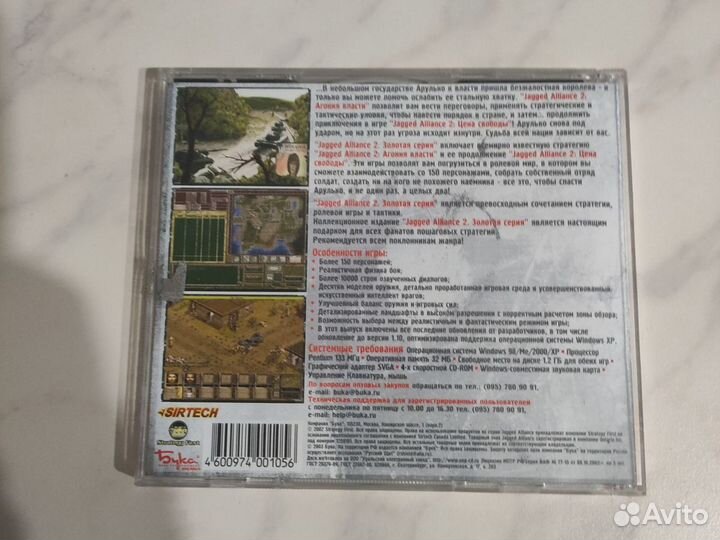 ...В небольшом государстве Арулько к власти пришла безжалостная королева - и
только вы можете помочь ослабить ее стальную хватку. "Jagged Alliance 2:
Агония власти" позволит вам вести переговоры, применять стратегические и
тактические уловки, чтобы навести порядок в стране, и затем... продолжить
приключения в игре "Jagged Alliance 2: Цена свободы"! Арулько снова под
ударом, но на этот раз угроза исходит изнутри. Судьба всей нации зависит от вас.
"Jagged Alliance 2. Золотая серия" включает всемирно известную стратегию
"Jagged Alliance 2: Агония власти" и ее продолжение "Jagged Alliance 2: Цена
свободы". Эти игры позволят вам погрузиться в ролевой мир, в котором вы
сможете взаимодействовать со 150 персонажами, собрать собственный отряд
солдат, создать ни на кого не похожего наемника - все это, чтобы спасти
Арулько, и не один раз, а целых два!
"Jagged Alliance 2. Золотая серия" является превосходным сочетанием стратегии,
ролевой игры и тактики.
Коллекционное издание "Jagged Alliance 2. Золотая серия" является настоящим
подарком для всех фанатов пошаговых стратегий.
Рекомендуется всем поклонникам жанра!
Особенности игры:
• Более 150 персонажей;
• Реалистичная физика боя;
• Более 10000 строк озвученных диалогов;
• Десятки моделей оружия, детально проработанная игровая среда и усовершенствованный
искусственный интеллект врагов;
• Улучшенный баланс оружия и игровых сил;
• Детализированные ландшафты в высоком разрешении с корректным расчетом зоны обзора;
• Возможность выбора между реалистичным и фантастическим режимом игры;
• В этот выпуск включены все последние обновления от разработчиков, в том числе
обновление до версии 1.10, оптимизирована поддержка операционной системы Windows XP.
Системные требования Операционная система Windows 98/Me/2000/XP • Процессор
Pentium 133 МГц • Оперативная память 32 МБ • Свободное место на диске 1.2 ГБ для обеих игр •
Графический адаптер SVGA • 4-х скоростной CD-ROM • Windows-совместимая звуковая карта •
Управление Клавиатура, мышь
По вопросам оптовых закупок обращаться по тел. (095) 780 90 91,
e-mail: buka@buka.ru
Техническая поддержка для зарегистрированных пользователей
с понедельника по пятницу с 10.00 до 16.30 тел. (095) 780 90 91,
e-mail: help@buka.ru
SIRTECH
Strategy First
Бука
4 600974 001056
Avito